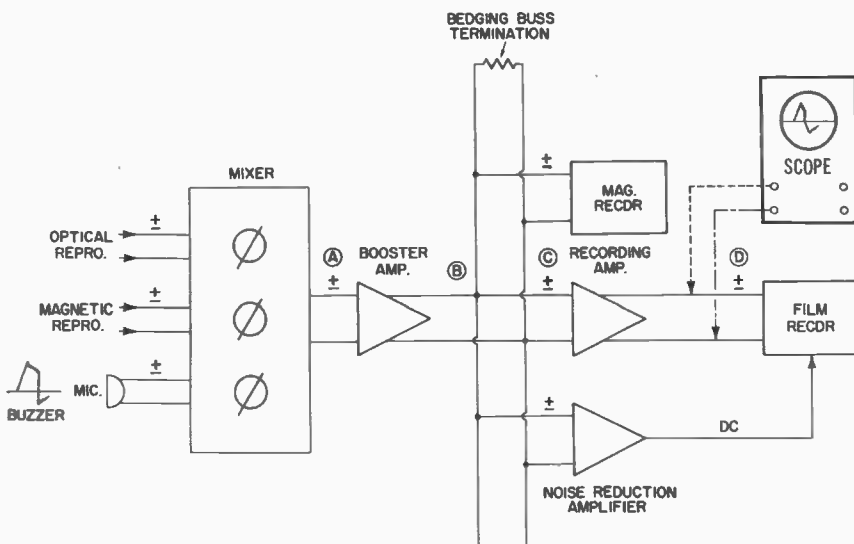 BEDGING BUSS
TERMINATION
MIXER
±
MAG.
RECDR
SCOPE
±
OPTICAL
REPRO.
±
MAGNETIC
REPRO.
±
MIC.
BUZZER
A
±
BOOSTER
AMP.
B
C
±
RECORDING
AMP.
D
±
FILM
RECDR
±
DC
NOISE REDUCTION
AMPLIFIER